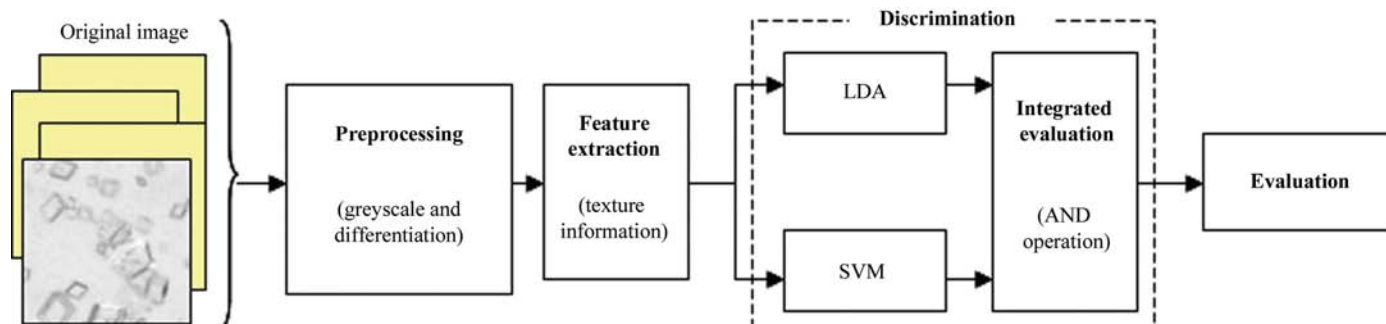 Original image
Preprocessing
(greyscale and
differentiation)
Feature
extraction
(texture
information)
Discrimination
LDA
SVM
Integrated
evaluation
(AND
operation)
Evaluation